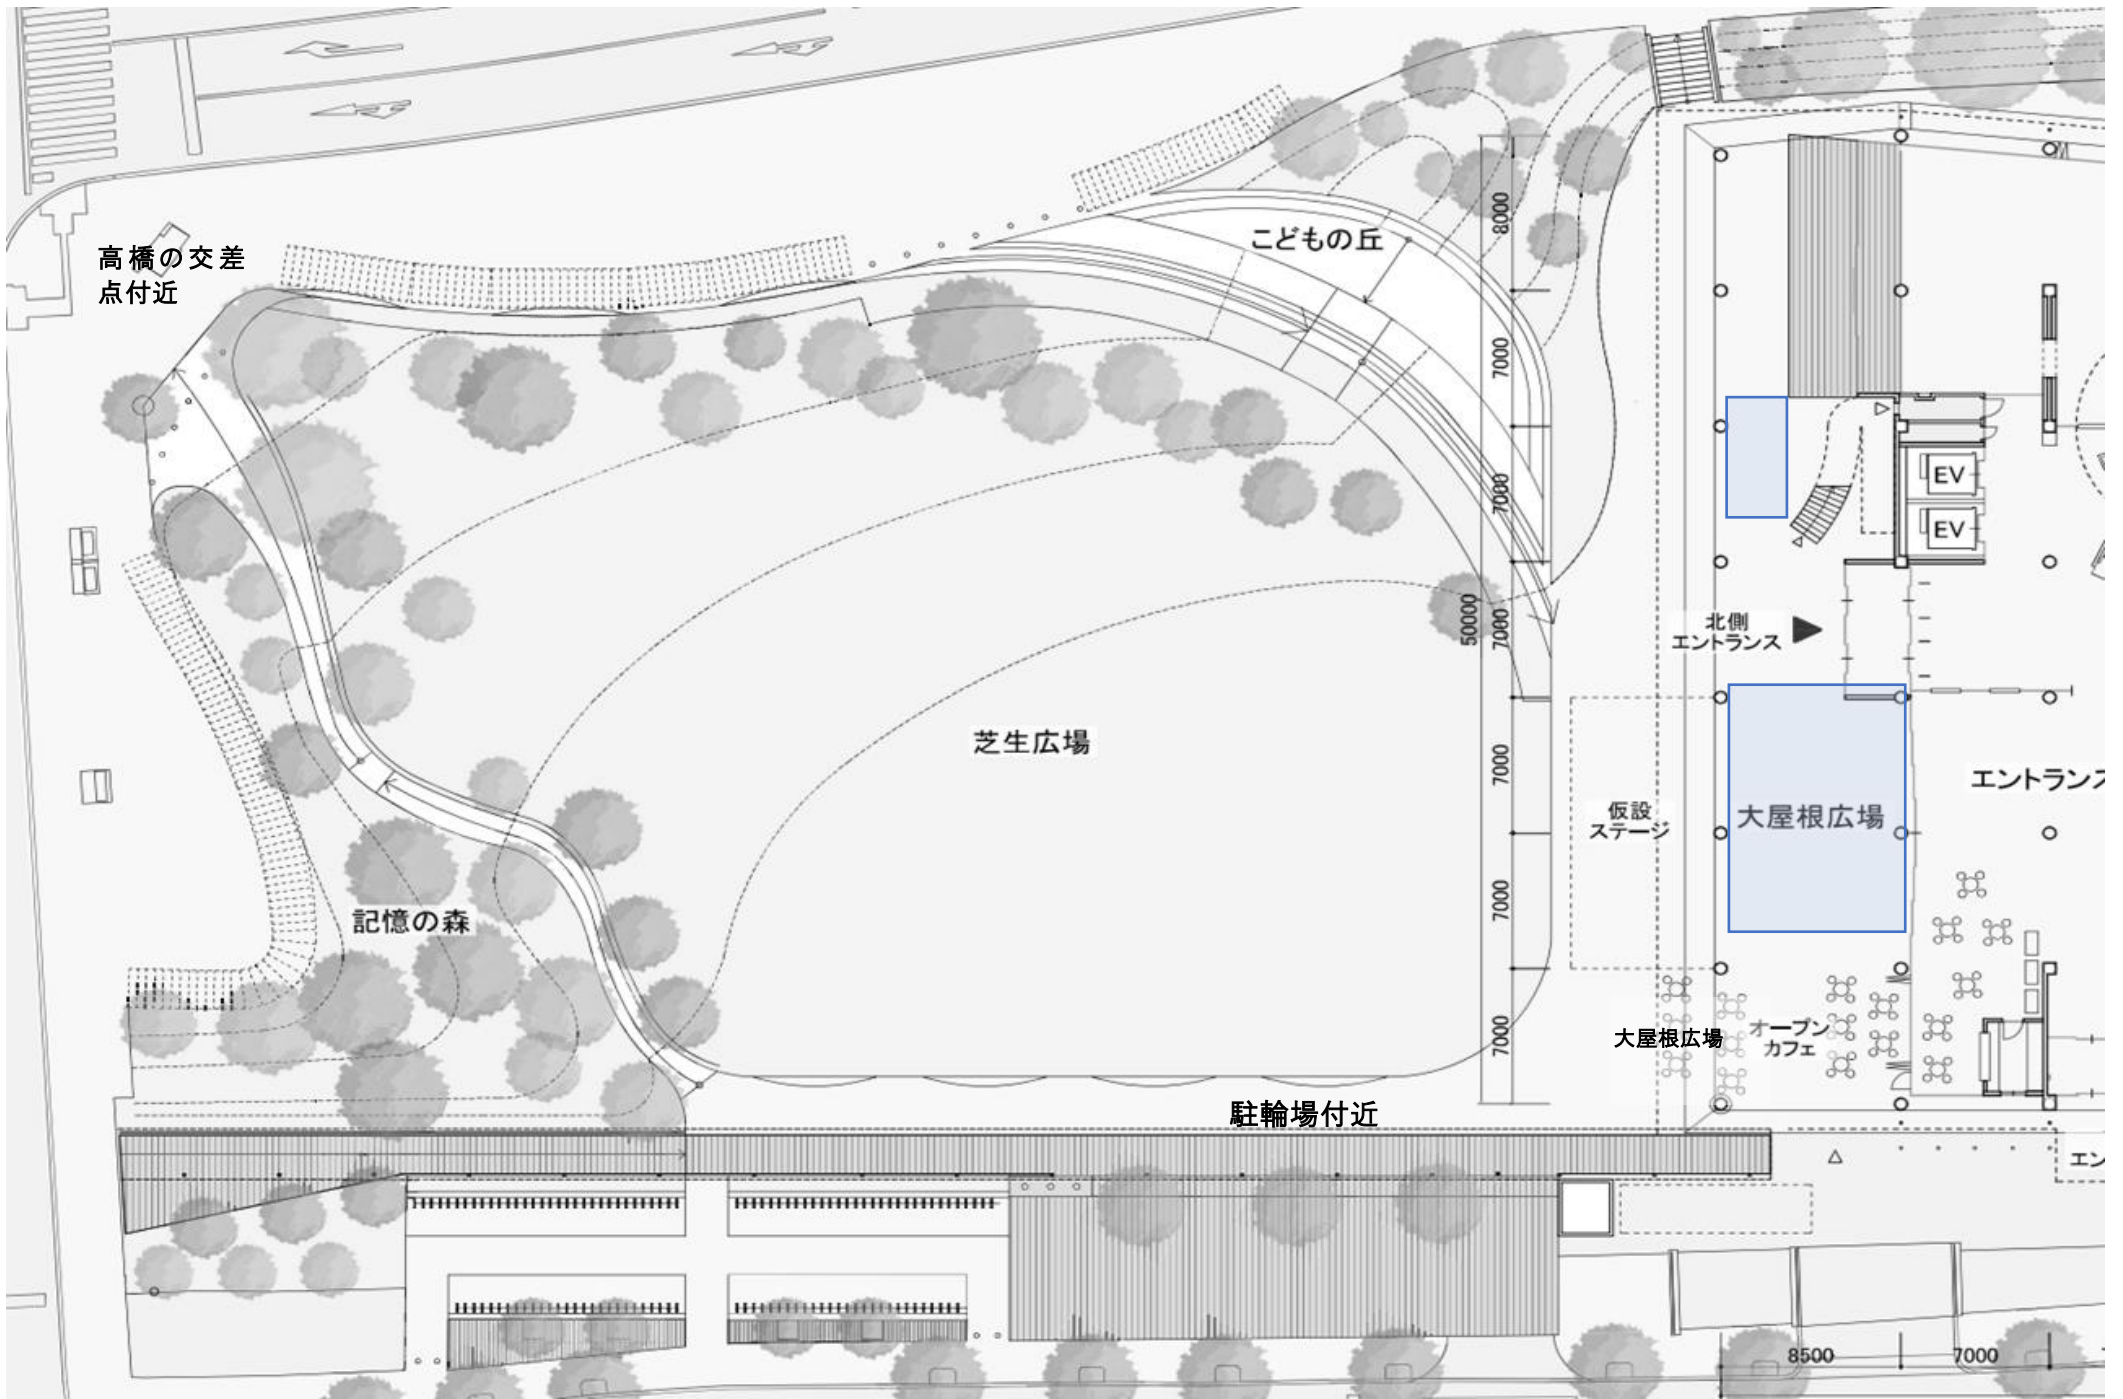 高橋の交差
点付近
こどもの丘
8000
7000
7000
EV
EV
50000
7000
北側
エントランス
芝生広場
7000
仮設
ステージ
大屋根広場
エントランス
記憶の森
7000
大屋根広場
オープン
カフェ
7000
駐輪場付近
エン
8500
7000